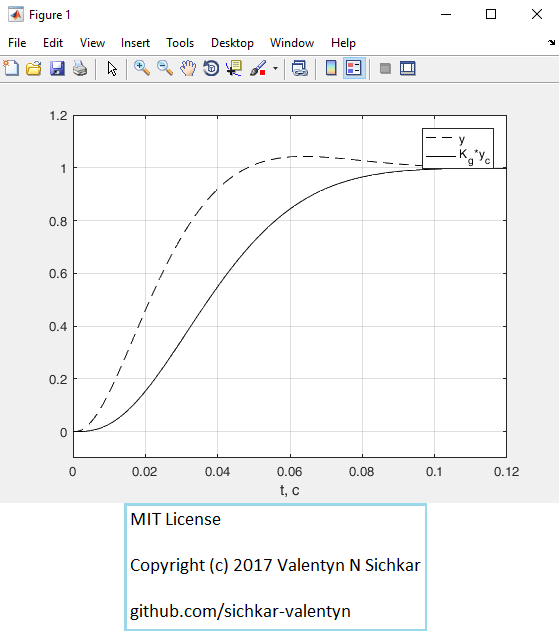 Figure 1
File Edit View Insert Tools Desktop Window Help
1.2
y
K_g*y_c
1
0.8
0.6
0.4
0.2
0
0 0.02 0.04 0.06 0.08 0.1 0.12
t, c
MIT License
Copyright (c) 2017 Valentyn N Sichkar
github.com/sichkar-valentyn